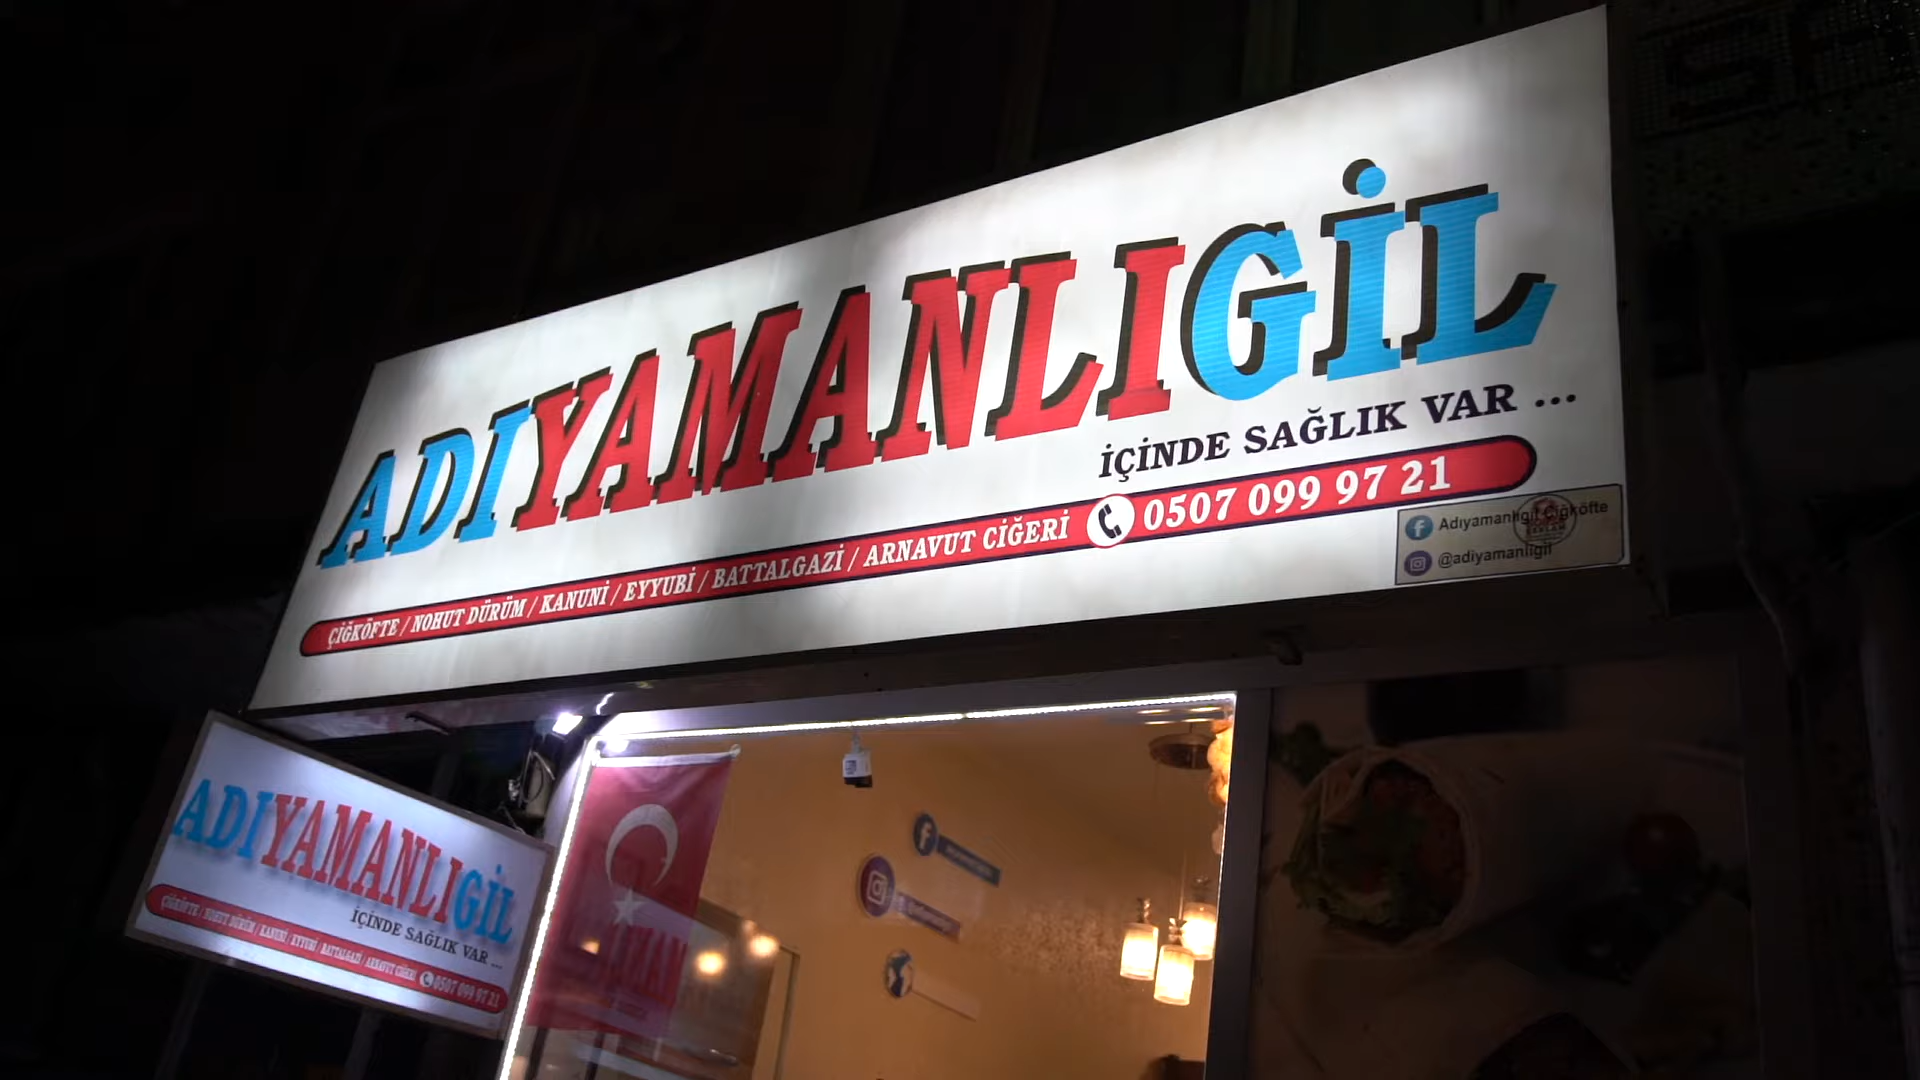 ADIYAMANLIGİL
İÇİNDE SAĞLIK VAR ...
ÇİĞKÖFTE / NOHUT DÜRÜM / KANUNİ / EYYUBİ / BATTALGAZİ / ARNAVUT CİĞERİ 0507 099 97 21
Adıyamanlıgil Çiğköfte
@adiyamanligil
ADIYAMANLIGİL
İÇİNDE SAĞLIK VAR ...
ÇİĞKÖFTE / NOHUT DÜRÜM / KANUNİ / EYYUBİ / BATTALGAZİ / ARNAVUT CİĞERİ 0507 099 97 21